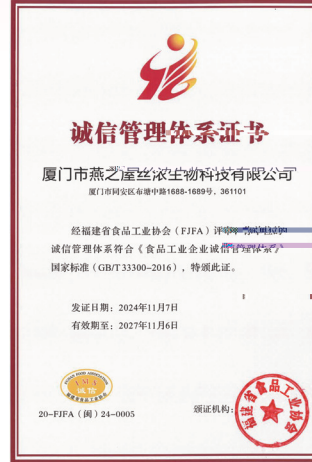 诚信管理体系证书
厦门市燕之屋丝浓生物科技有限公司
厦门市同安区布塘中路1688-1689号，361101
经福建省食品工业协会（FJFA）评
诚信管理体系符合《食品工业企业诚信管理体系》
国家标准（GB/T33300-2016），特颁此证。
发证日期：2024年11月7日
有效期至：2027年11月6日
诚信
20-FJFA（闽）24-0005
颁证机构：
福建省食品工业协会